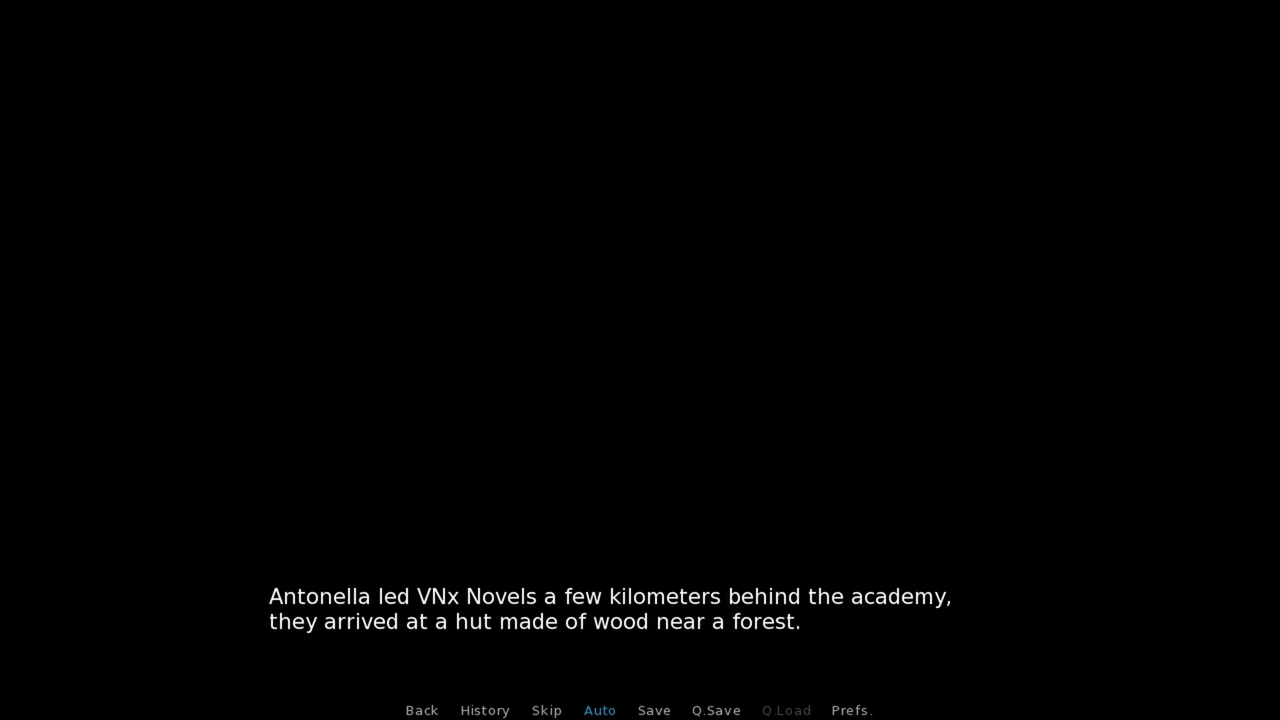 Antonella led VNx Novels a few kilometers behind the academy,
they arrived at a hut made of wood near a forest.
Back History Skip Auto Save Q.Save Q.Load Prefs.